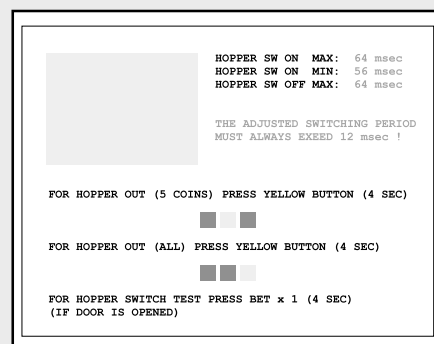 HOPPER SW ON  MAX:  64 msec
HOPPER SW ON  MIN:  56 msec
HOPPER SW OFF MAX:  64 msec
THE ADJUSTED SWITCHING PERIOD
MUST ALWAYS EXEED 12 msec !
FOR HOPPER OUT (5 COINS) PRESS YELLOW BUTTON (4 SEC)
FOR HOPPER OUT (ALL) PRESS YELLOW BUTTON (4 SEC)
FOR HOPPER SWITCH TEST PRESS BET x 1 (4 SEC)
(IF DOOR IS OPENED)